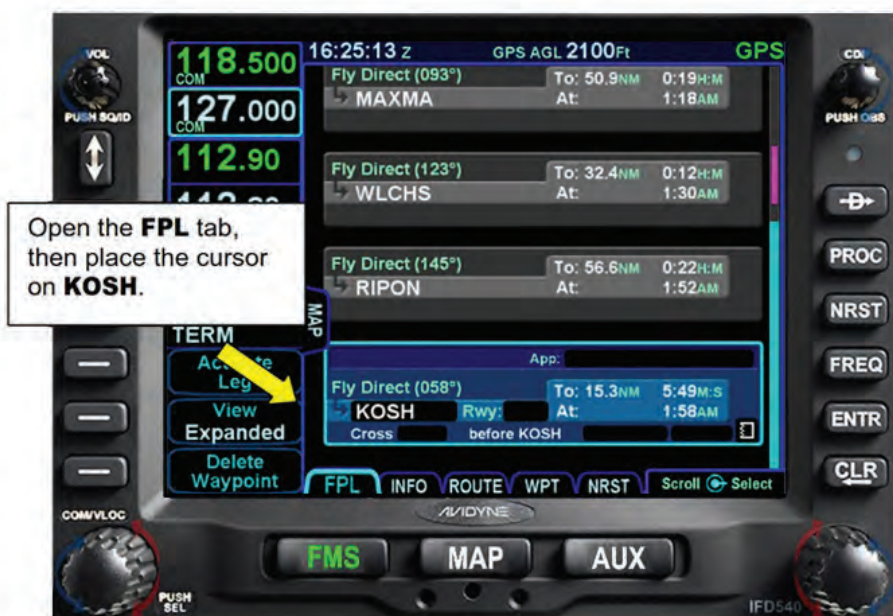 VOL
PUSH SQ/ID
118.500
COM
127.000
COM
112.90
16:25:13 Z GPS AGL 2100Ft GPS
Fly Direct (093°) To: 50.9NM 0:19H:M
MAXMA At: 1:18AM
Fly Direct (123°) To: 32.4NM 0:12H:M
WLCHS At: 1:30AM
Fly Direct (145°) To: 56.6NM 0:22H:M
RIPON At: 1:52AM
Open the FPL tab,
then place the cursor
on KOSH.
MAP
TERM
Leg
View
Expanded
Delete
Waypoint
App:
Fly Direct (058°) To: 15.3NM 5:49M:S
KOSH Rwy: At: 1:58AM
Cross before KOSH
FPL INFO ROUTE WPT NRST Scroll Select
CDI
PUSH OBS
D
PROC
NRST
FREQ
ENTR
CLR
COM/VLOC
PUSH
SEL
AVIDYNE
FMS MAP AUX
IFD540